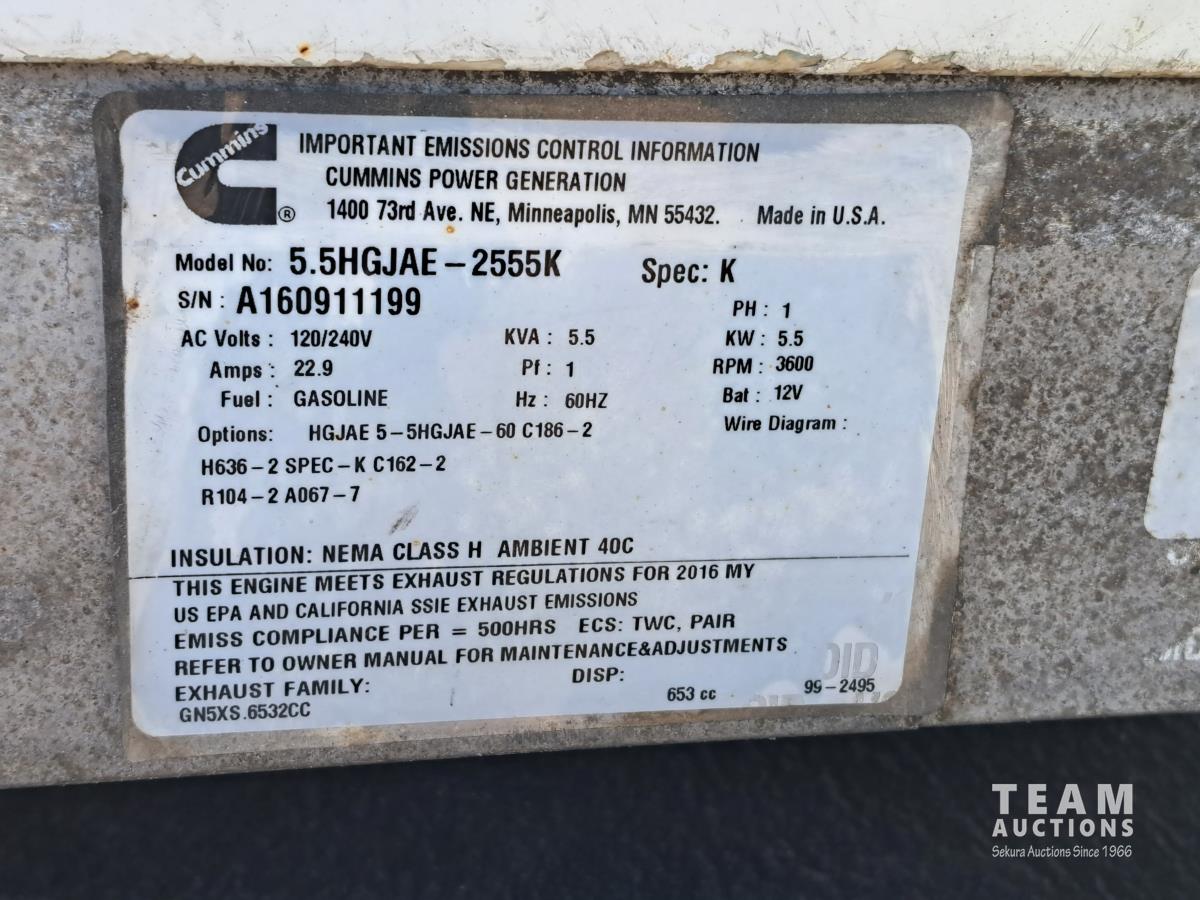 Cummins
®
IMPORTANT EMISSIONS CONTROL INFORMATION
CUMMINS POWER GENERATION
1400 73rd Ave. NE, Minneapolis, MN 55432. Made in U.S.A.
Model No: 5.5HGJAE-2555K Spec: K
S/N : A160911199 PH : 1
AC Volts : 120/240V KVA : 5.5 KW : 5.5
Amps : 22.9 Pf : 1 RPM : 3600
Fuel : GASOLINE Hz : 60HZ Bat : 12V
Options: HGJAE 5-5HGJAE-60 C186-2 Wire Diagram :
H636-2 SPEC-K C162-2
R104-2 A067-7
INSULATION: NEMA CLASS H AMBIENT 40C
THIS ENGINE MEETS EXHAUST REGULATIONS FOR 2016 MY
US EPA AND CALIFORNIA SSIE EXHAUST EMISSIONS
EMISS COMPLIANCE PER = 500HRS ECS: TWC, PAIR
REFER TO OWNER MANUAL FOR MAINTENANCE&ADJUSTMENTS
EXHAUST FAMILY: DISP:
GN5XS.6532CC 653 cc 99-2495
TEAM
AUCTIONS
Sekura Auctions Since 1966